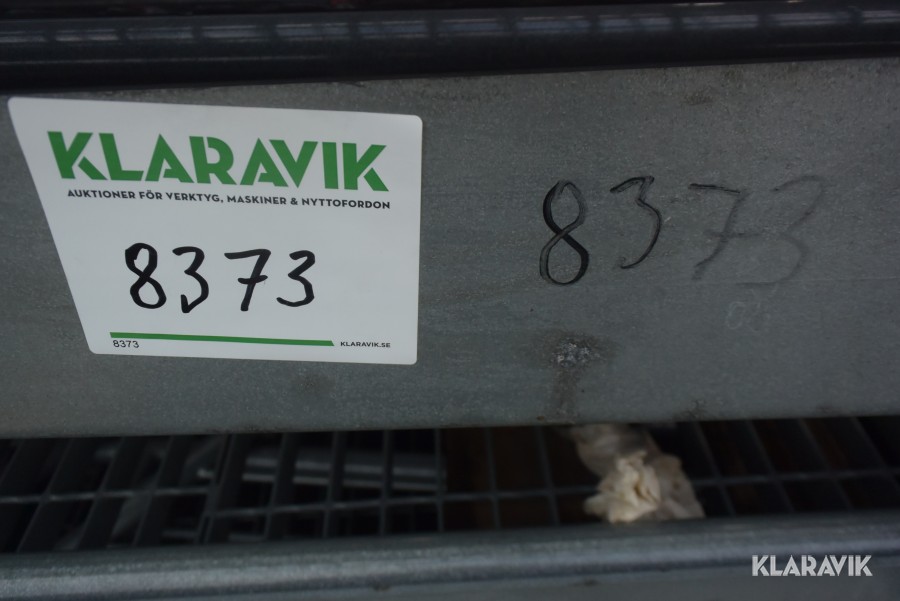 KLARAVIK
AUKTIONER FÖR VERKTYG, MASKINER & NYTTOFORDON
8373
8373
KLARAVIK.SE
8373
KLARAVIK